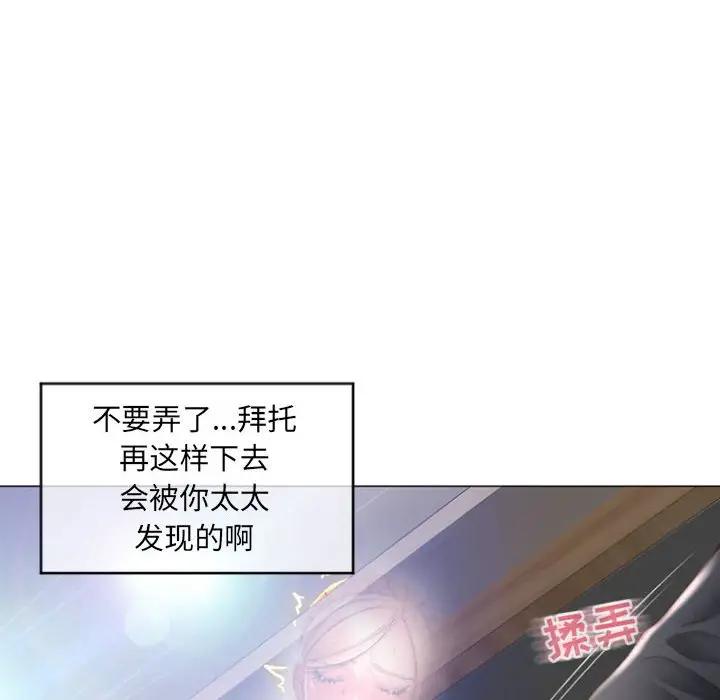 不要弄了...拜托
再这样下去
会被你太太
发现的啊
揉弄